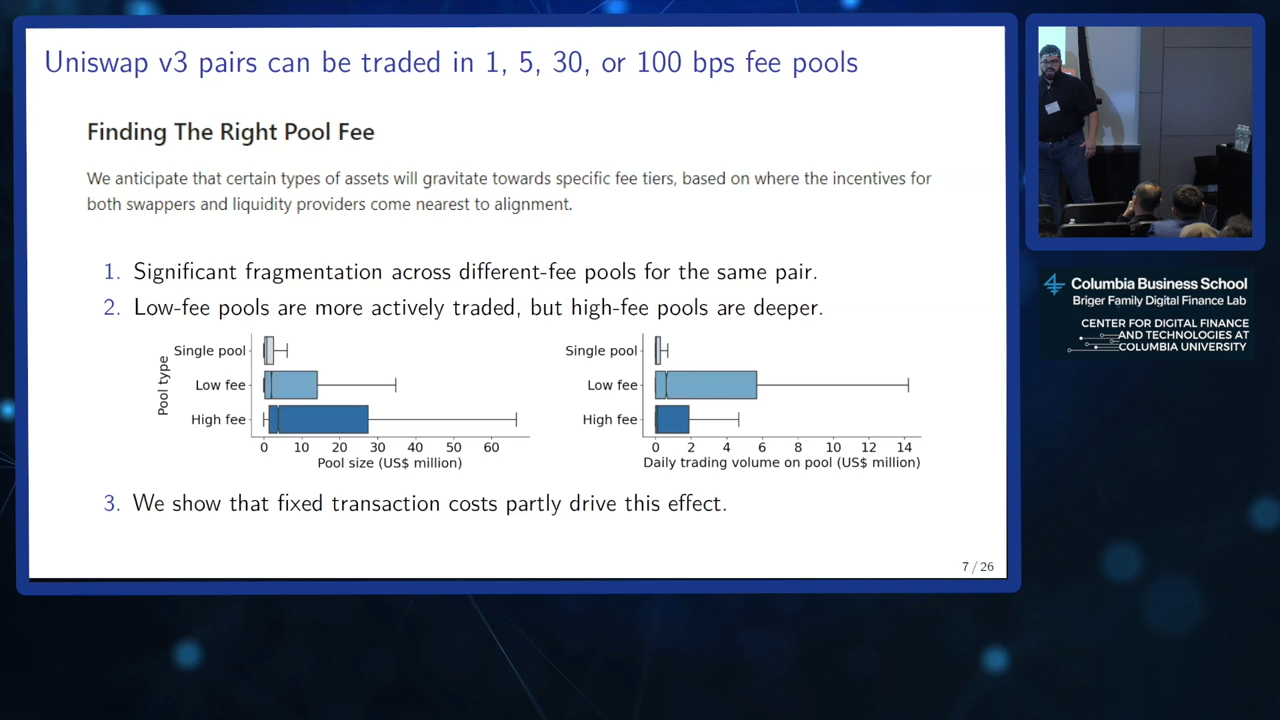 Uniswap v3 pairs can be traded in 1, 5, 30, or 100 bps fee pools
Finding The Right Pool Fee
We anticipate that certain types of assets will gravitate towards specific fee tiers, based on where the incentives for
both swappers and liquidity providers come nearest to alignment.
1. Significant fragmentation across different-fee pools for the same pair.
2. Low-fee pools are more actively traded, but high-fee pools are deeper.
Pool type
Single pool
Low fee
High fee
0 10 20 30 40 50 60
Pool size (US$ million)
Single pool
Low fee
High fee
0 2 4 6 8 10 12 14
Daily trading volume on pool (US$ million)
3. We show that fixed transaction costs partly drive this effect.
7 / 26
Columbia Business School
Briger Family Digital Finance Lab
CENTER FOR DIGITAL FINANCE
AND TECHNOLOGIES AT
COLUMBIA UNIVERSITY